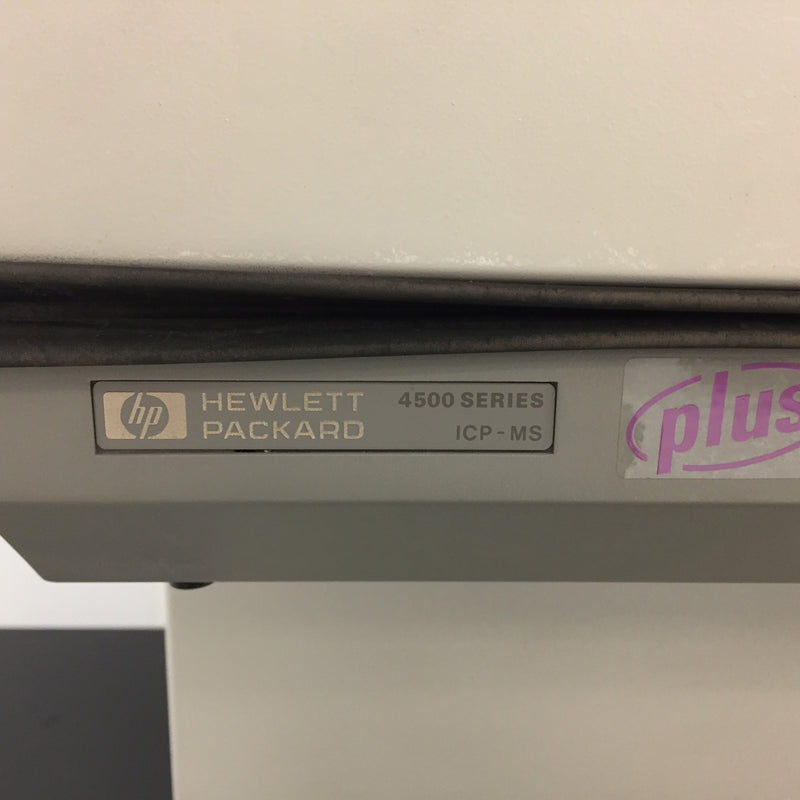 hp HEWLETT PACKARD
4500 SERIES
ICP-MS
plus